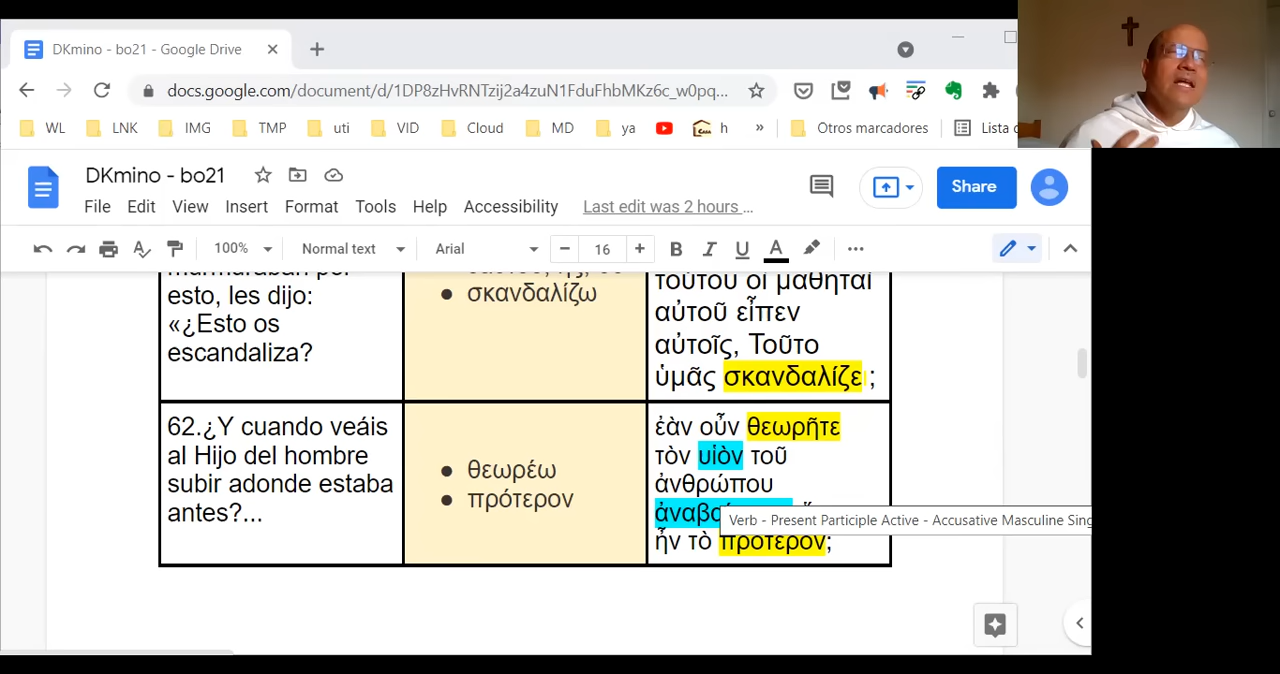 DKmino - bo21 - Google Drive
docs.google.com/document/d/1DP8zHvRNTzij2a4zuN1FduFhbMKz6c_w0pq...
WL LNK IMG TMP uti VID Cloud MD ya h » Otros marcadores Lista
DKmino - bo21
Share
File Edit View Insert Format Tools Help Accessibility Last edit was 2 hours ...
100% Normal text Arial 16 B I U A
esto, les dijo:
«¿Esto os
escandaliza?
σκανδαλίζω
τούτου οἱ μαθηταὶ
αὐτοῦ εἶπεν
αὐτοῖς, Τοῦτο
ὑμᾶς σκανδαλίζει;
62.¿Y cuando veáis
al Hijo del hombre
subir adonde estaba
antes?...
θεωρέω
πρότερον
ἐὰν οὖν θεωρῆτε
τὸν υἱὸν τοῦ
ἀνθρώπου
Verb - Present Participle Active - Accusative Masculine Sing
ἦν τὸ πρότερον;